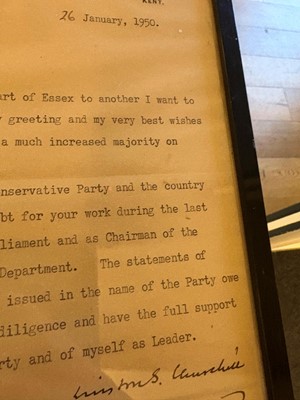 KENT.
26 January, 1950.
art of Essex to another I want to
greeting and my very best wishes
a much increased majority on
nservative Party and the country
bt for your work during the last
liament and as Chairman of the
Department. The statements of
issued in the name of the Party owe
diligence and have the full support
rty and of myself as Leader.
Winston S. Churchill